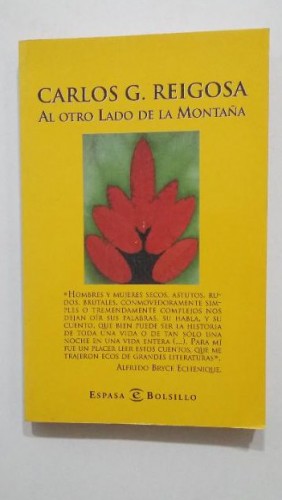 CARLOS G. REIGOSA
AL OTRO LADO DE LA MONTAÑA
«HOMBRES Y MUJERES SECOS, ASTUTOS, RU-
DOS, BRUTALES, CONMOVEDORAMENTE SIM-
PLES O TREMENDAMENTE COMPLEJOS NOS
DEJAN OÍR SUS PALABRAS, SU HABLA, Y SU
CUENTO, QUE BIEN PUEDE SER LA HISTORIA
DE TODA UNA VIDA O DE TAN SÓLO UNA
NOCHE EN UNA VIDA ENTERA (...). PARA MÍ
FUE UN PLACER LEER ESTOS CUENTOS, QUE ME
TRAJERON ECOS DE GRANDES LITERATURAS».
ALFREDO BRYCE ECHENIQUE.
ESPASA BOLSILLO